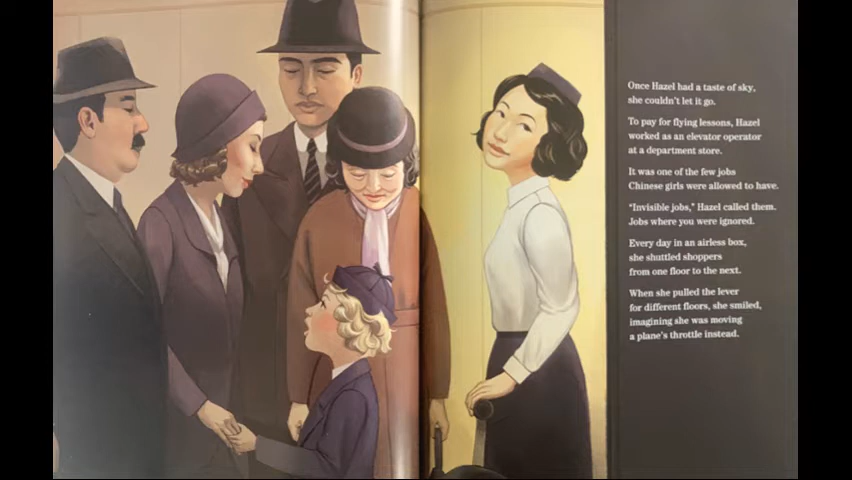 Once Hazel had a taste of sky,
she couldn't let it go.
To pay for flying lessons, Hazel
worked as an elevator operator
at a department store.
It was one of the few jobs
Chinese girls were allowed to have.
"Invisible jobs," Hazel called them.
Jobs where you were ignored.
Every day in an airless box,
she shuttled shoppers
from one floor to the next.
When she pulled the lever
for different floors, she smiled,
imagining she was moving
a plane's throttle instead.